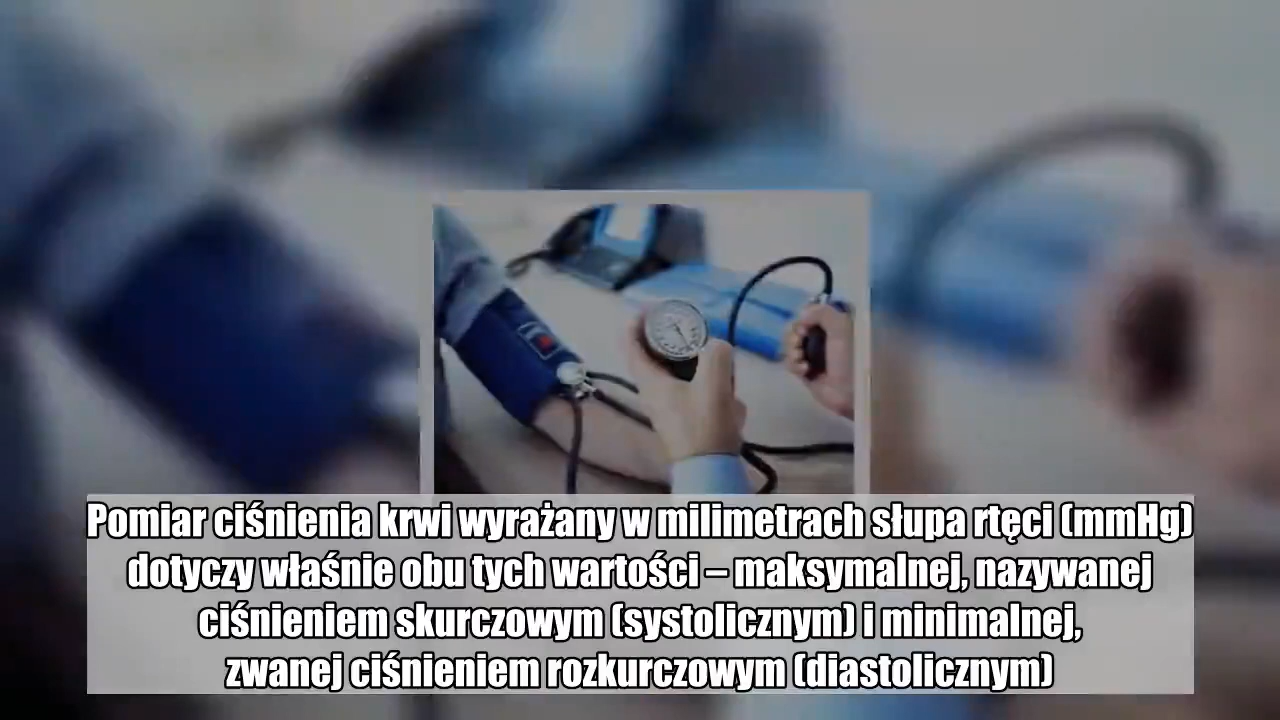 Pomiar ciśnienia krwi wyrażany w milimetrach słupa rtęci (mmHg)
dotyczy właśnie obu tych wartości – maksymalnej, nazywanej
ciśnieniem skurczowym (systolicznym) i minimalnej,
zwanej ciśnieniem rozkurczowym (diastolicznym)